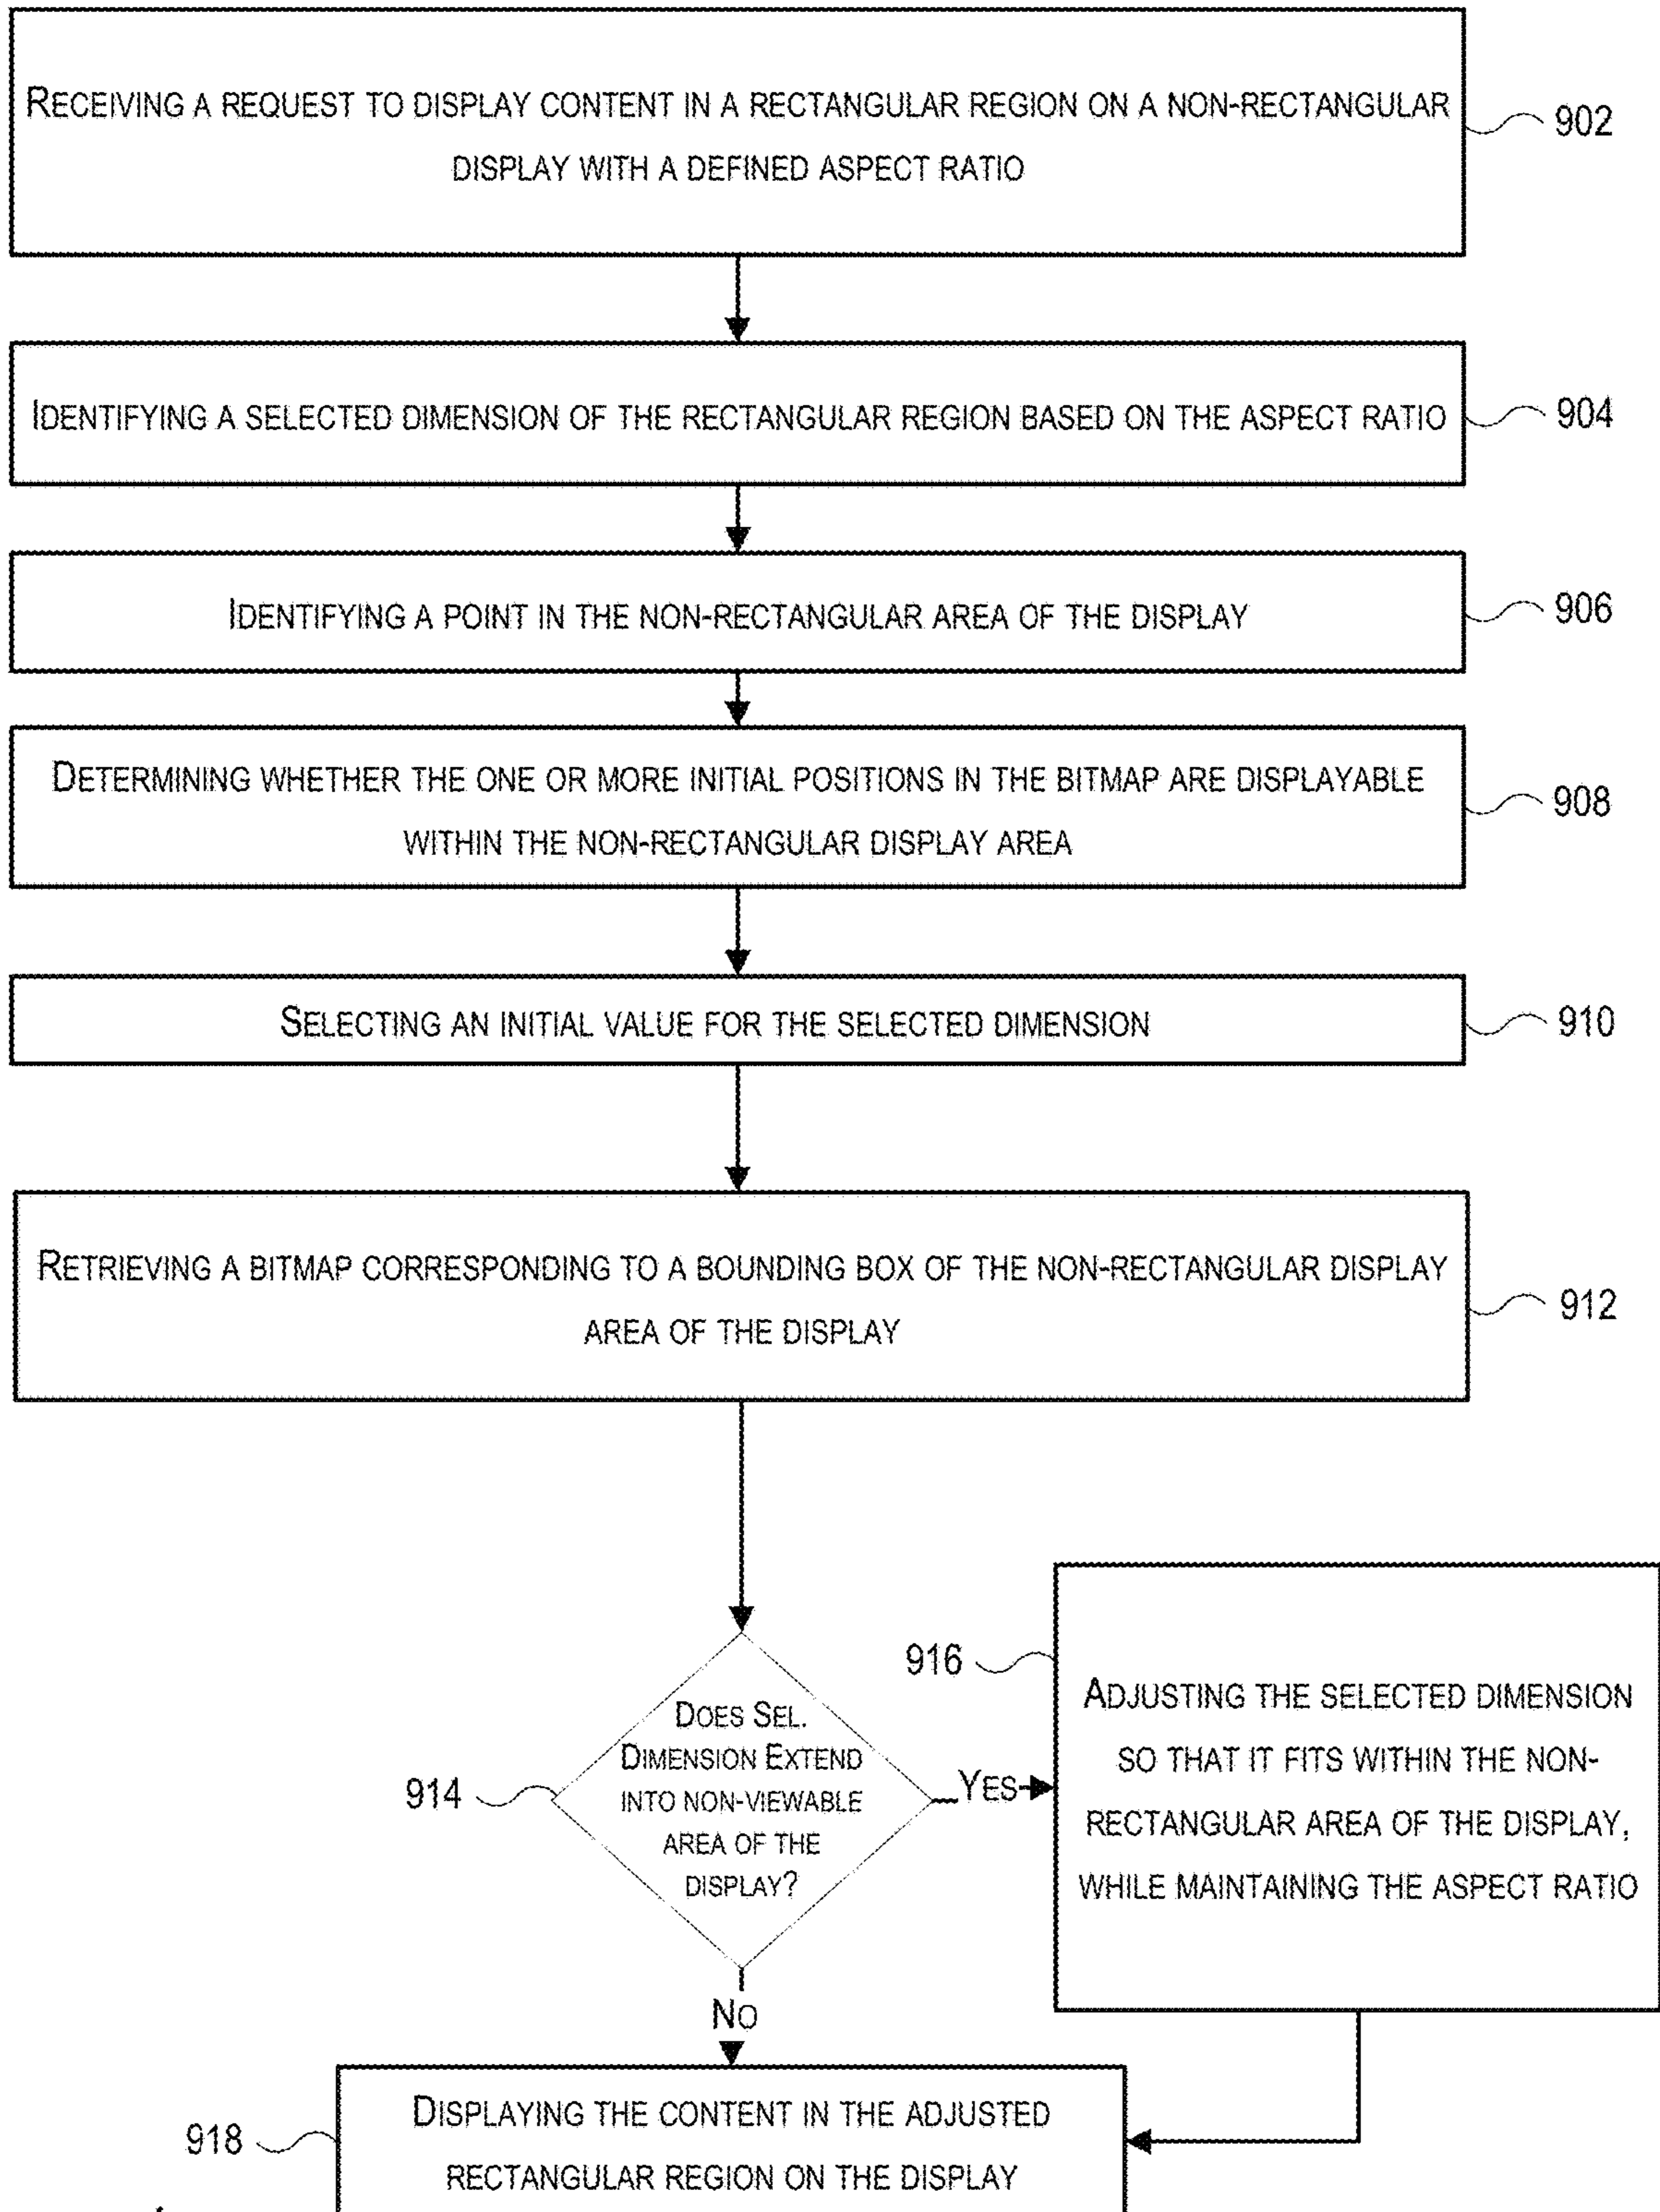 RECEIVING A REQUEST TO DISPLAY CONTENT IN A RECTANGULAR REGION ON A NON-RECTANGULAR
DISPLAY WITH A DEFINED ASPECT RATIO
902
IDENTIFYING A SELECTED DIMENSION OF THE RECTANGULAR REGION BASED ON THE ASPECT RATIO
904
IDENTIFYING A POINT IN THE NON-RECTANGULAR AREA OF THE DISPLAY
906
DETERMINING WHETHER THE ONE OR MORE INITIAL POSITIONS IN THE BITMAP ARE DISPLAYABLE
WITHIN THE NON-RECTANGULAR DISPLAY AREA
908
SELECTING AN INITIAL VALUE FOR THE SELECTED DIMENSION
910
RETRIEVING A BITMAP CORRESPONDING TO A BOUNDING BOX OF THE NON-RECTANGULAR DISPLAY
AREA OF THE DISPLAY
912
DOES SEL.
DIMENSION EXTEND
INTO NON-VIEWABLE
AREA OF THE
DISPLAY?
914
YES
916
ADJUSTING THE SELECTED DIMENSION
SO THAT IT FITS WITHIN THE NON-
RECTANGULAR AREA OF THE DISPLAY,
WHILE MAINTAINING THE ASPECT RATIO
NO
918
DISPLAYING THE CONTENT IN THE ADJUSTED
RECTANGULAR REGION ON THE DISPLAY